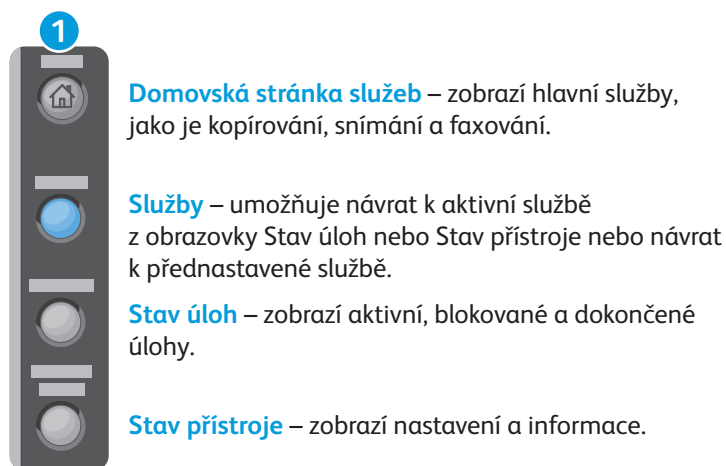 1
Domovská stránka služeb – zobrazí hlavní služby,
jako je kopírování, snímání a faxování.
Služby – umožňuje návrat k aktivní službě
z obrazovky Stav úloh nebo Stav přístroje nebo návrat
k přednastavené službě.
Stav úloh – zobrazí aktivní, blokované a dokončené
úlohy.
Stav přístroje – zobrazí nastavení a informace.